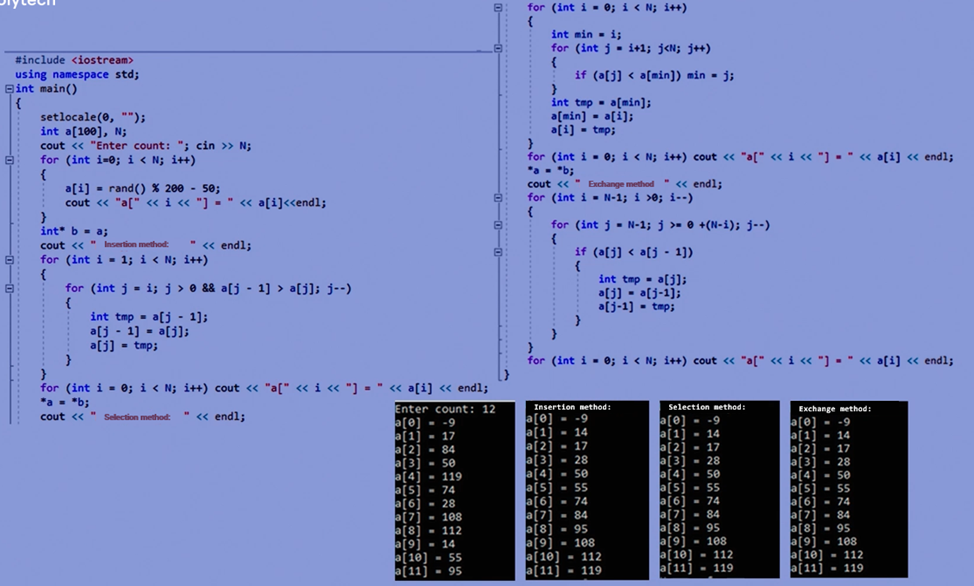 olytech
#include <iostream>
using namespace std;
int main()
{
setlocale(0, "");
int a[100], N;
cout << "Enter count: "; cin >> N;
for (int i=0; i < N; i++)
{
a[i] = rand() % 200 - 50;
cout << "a[" << i << "] = " << a[i]<<endl;
}
int* b = a;
cout << " Insertion method: " << endl;
for (int i = 1; i < N; i++)
{
for (int j = i; j > 0 && a[j - 1] > a[j]; j--)
{
int tmp = a[j - 1];
a[j - 1] = a[j];
a[j] = tmp;
}
}
for (int i = 0; i < N; i++) cout << "a[" << i << "] = " << a[i] << endl;
*a = *b;
cout << " Selection method: " << endl;
for (int i = 0; i < N; i++)
{
int min = i;
for (int j = i+1; j<N; j++)
{
if (a[j] < a[min]) min = j;
}
int tmp = a[min];
a[min] = a[i];
a[i] = tmp;
}
for (int i = 0; i < N; i++) cout << "a[" << i << "] = " << a[i] << endl;
*a = *b;
cout << " Exchange method " << endl;
for (int i = N-1; i >0; i--)
{
for (int j = N-1; j >= 0 +(N-i); j--)
{
if (a[j] < a[j - 1])
{
int tmp = a[j];
a[j] = a[j-1];
a[j-1] = tmp;
}
}
}
for (int i = 0; i < N; i++) cout << "a[" << i << "] = " << a[i] << endl;
}
Enter count: 12
a[0] = -9
a[1] = 17
a[2] = 84
a[3] = 50
a[4] = 119
a[5] = 74
a[6] = 28
a[7] = 108
a[8] = 112
a[9] = 14
a[10] = 55
a[11] = 95
Insertion method:
a[0] = -9
a[1] = 14
a[2] = 17
a[3] = 28
a[4] = 50
a[5] = 55
a[6] = 74
a[7] = 84
a[8] = 95
a[9] = 108
a[10] = 112
a[11] = 119
Selection method:
a[0] = -9
a[1] = 14
a[2] = 17
a[3] = 28
a[4] = 50
a[5] = 55
a[6] = 74
a[7] = 84
a[8] = 95
a[9] = 108
a[10] = 112
a[11] = 119
Exchange method:
a[0] = -9
a[1] = 14
a[2] = 17
a[3] = 28
a[4] = 50
a[5] = 55
a[6] = 74
a[7] = 84
a[8] = 95
a[9] = 108
a[10] = 112
a[11] = 119